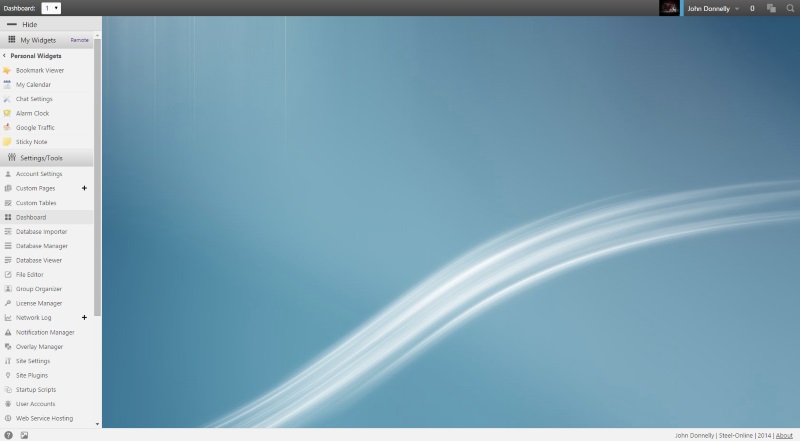 Dashboard: 1
John Donnelly 0
Hide
My Widgets Remote
Personal Widgets
Bookmark Viewer
My Calendar
Chat Settings
Alarm Clock
Google Traffic
Sticky Note
Settings/Tools
Account Settings
Custom Pages +
Custom Tables
Dashboard
Database Importer
Database Manager
Database Viewer
File Editor
Group Organizer
License Manager
Network Log +
Notification Manager
Overlay Manager
Site Settings
Site Plugins
Startup Scripts
User Accounts
Web Service Hosting
John Donnelly | Steel-Online | 2014 | About